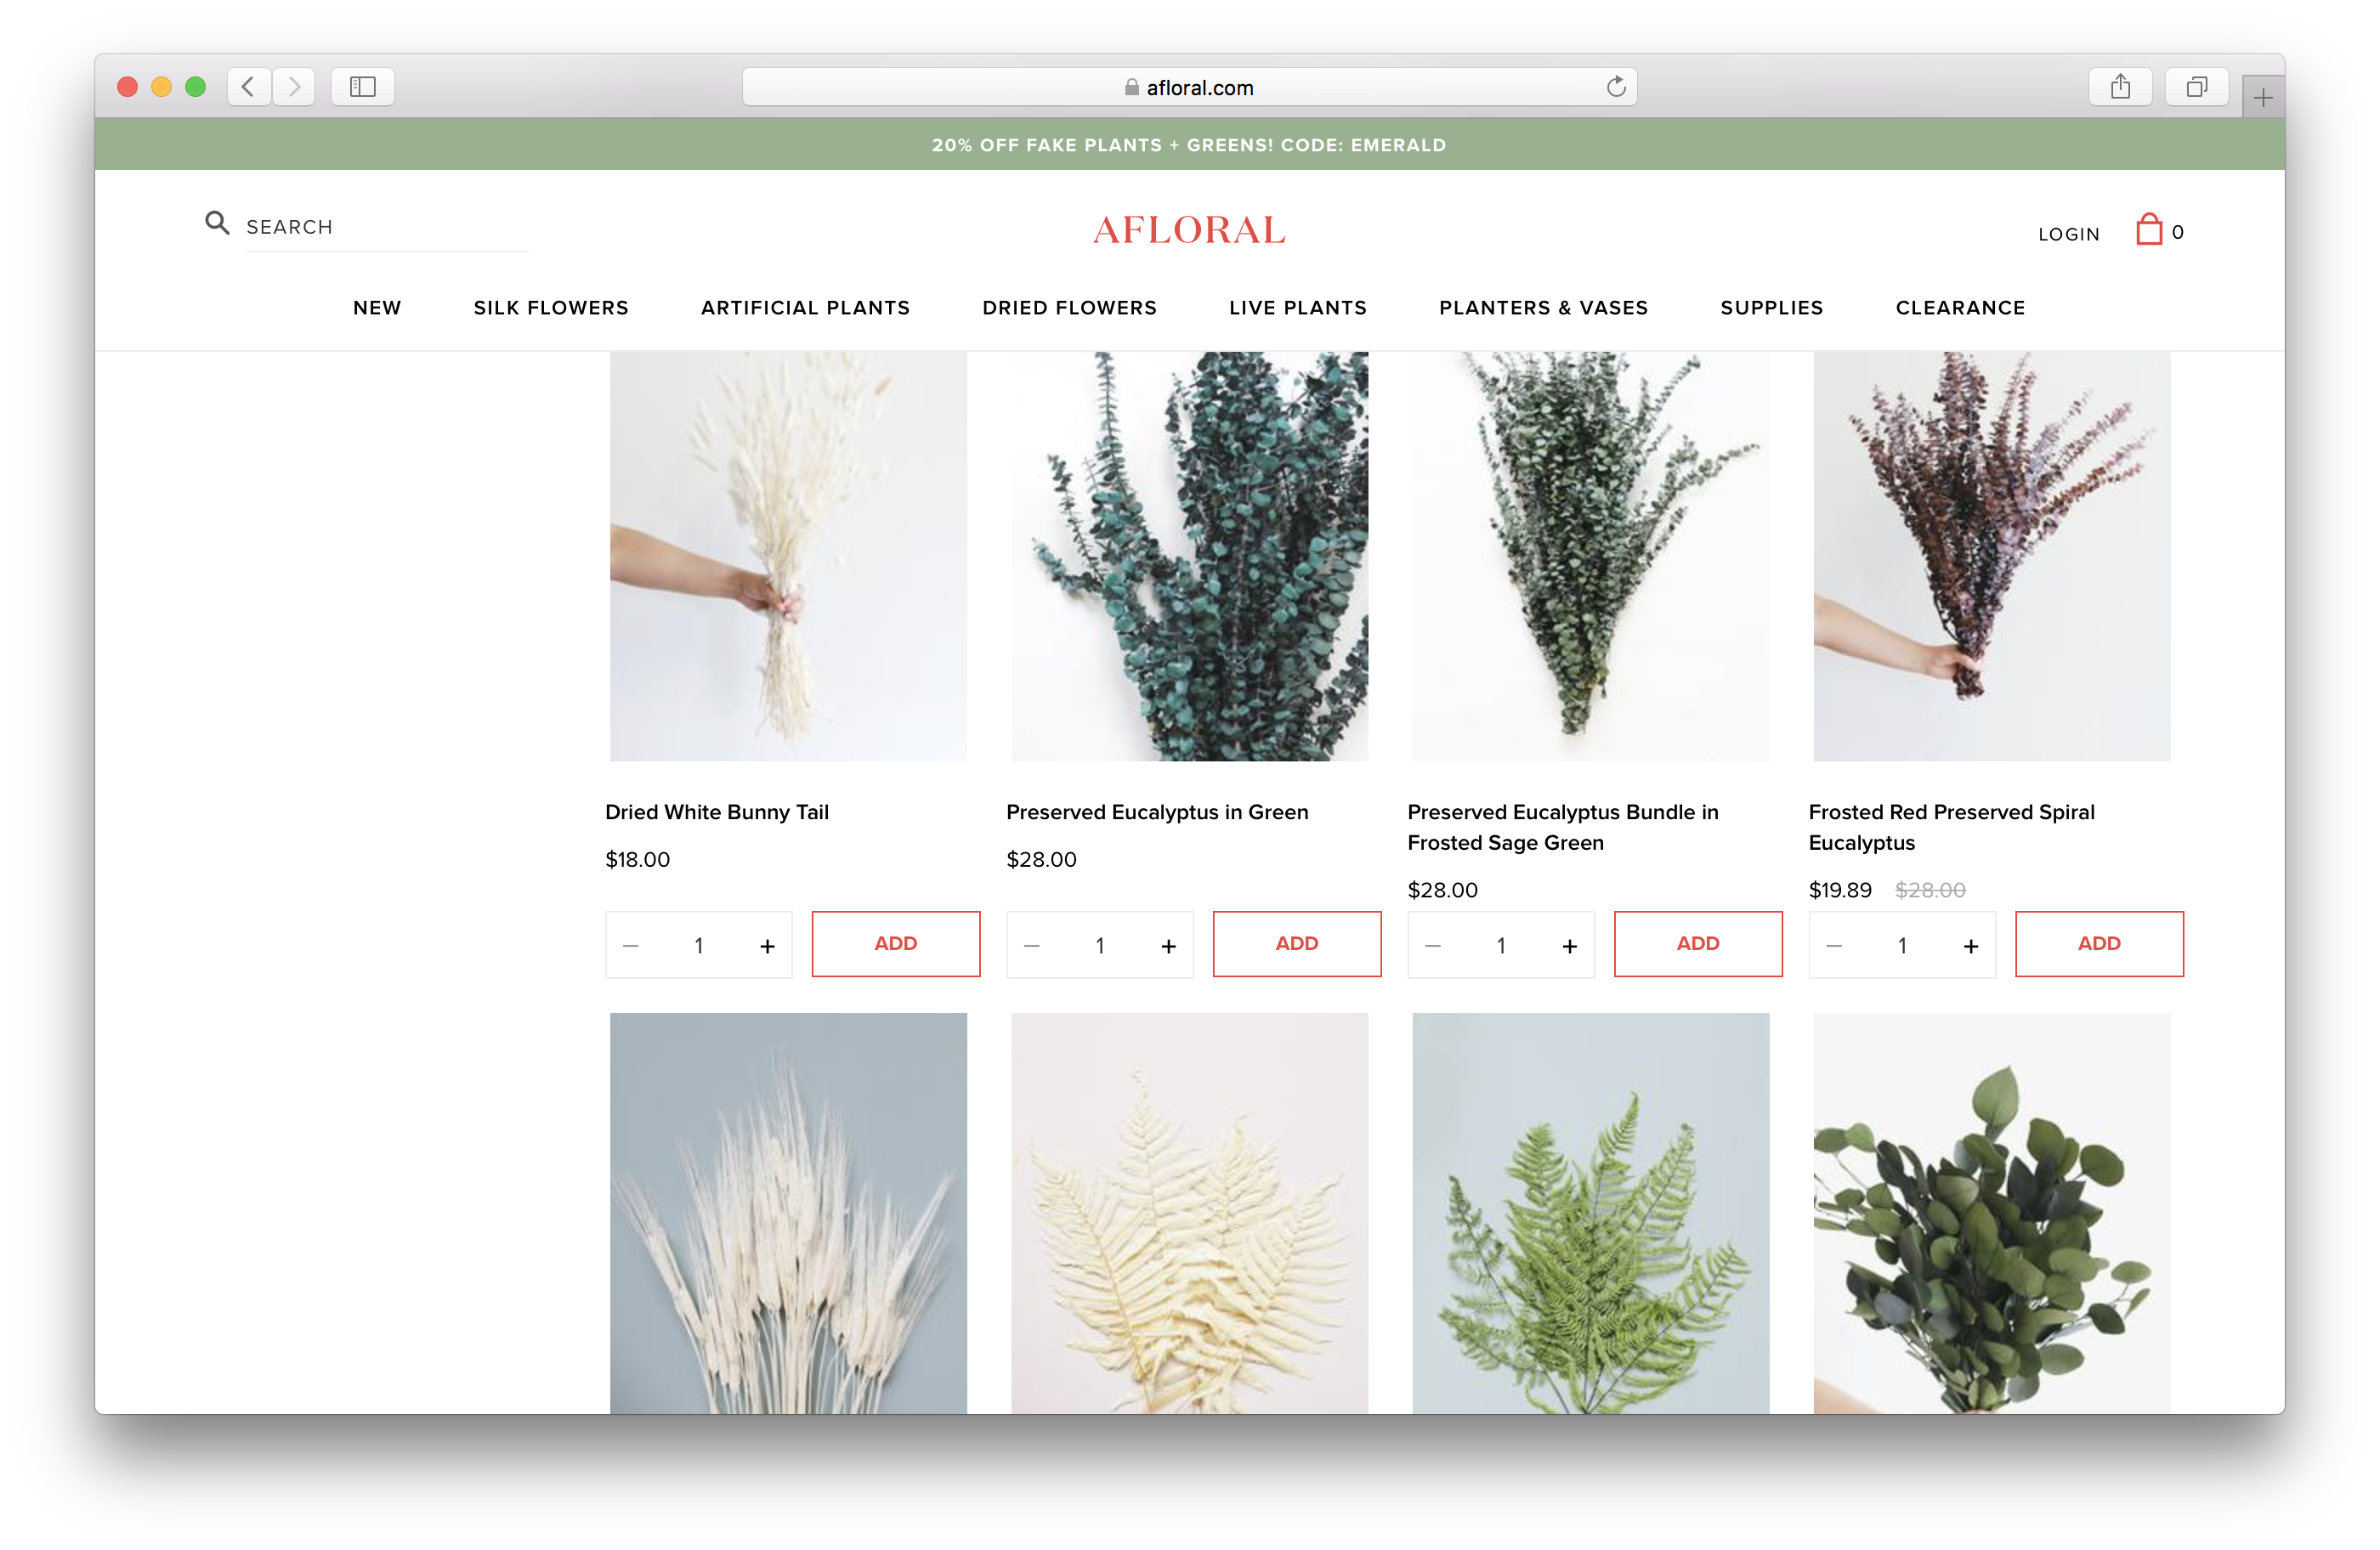 afloral.com
20% OFF FAKE PLANTS + GREENS! CODE: EMERALD
SEARCH
AFLORAL
LOGIN
0
NEW SILK FLOWERS ARTIFICIAL PLANTS DRIED FLOWERS LIVE PLANTS PLANTERS & VASES SUPPLIES CLEARANCE
Dried White Bunny Tail
$18.00
− 1 + ADD
Preserved Eucalyptus in Green
$28.00
− 1 + ADD
Preserved Eucalyptus Bundle in
Frosted Sage Green
$28.00
− 1 + ADD
Frosted Red Preserved Spiral
Eucalyptus
$19.89 $28.00
− 1 + ADD